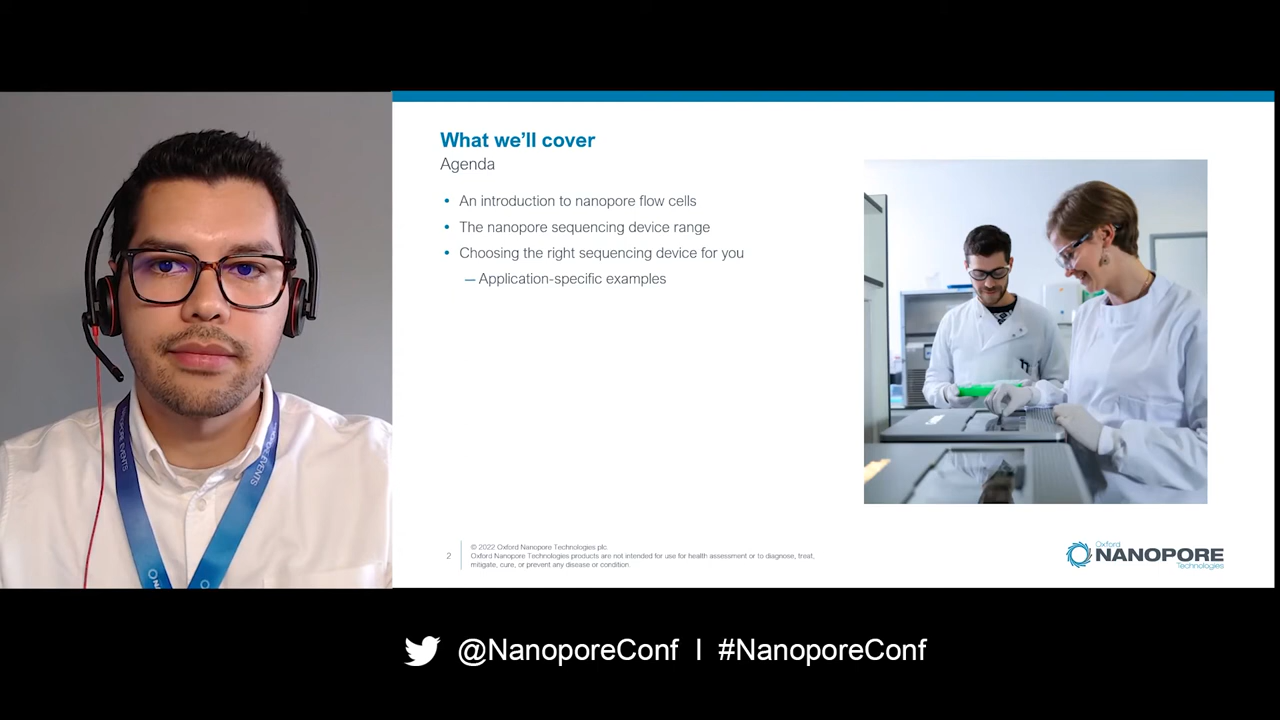 What we'll cover
Agenda
• An introduction to nanopore flow cells
• The nanopore sequencing device range
• Choosing the right sequencing device for you
— Application-specific examples
NANOPORE EVENTS
2
© 2022 Oxford Nanopore Technologies plc.
Oxford Nanopore Technologies products are not intended for use for health assessment or to diagnose, treat,
mitigate, cure, or prevent any disease or condition.
Oxford
NANOPORE
Technologies
@NanoporeConf | #NanoporeConf